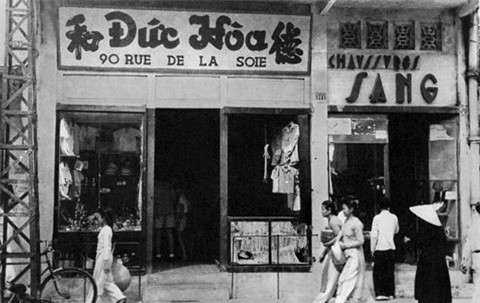 和 Đức Hòa 德
90 RUE DE LA SOIE
CHAUSSURES
SANG